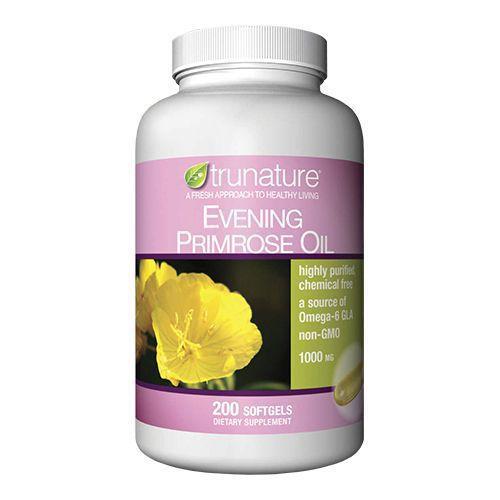 trunature®
A FRESH APPROACH TO HEALTHY LIVING
EVENING
PRIMROSE OIL
highly purified,
chemical free
a source of
Omega-6 GLA
non-GMO
1000 MG
200 SOFTGELS
DIETARY SUPPLEMENT